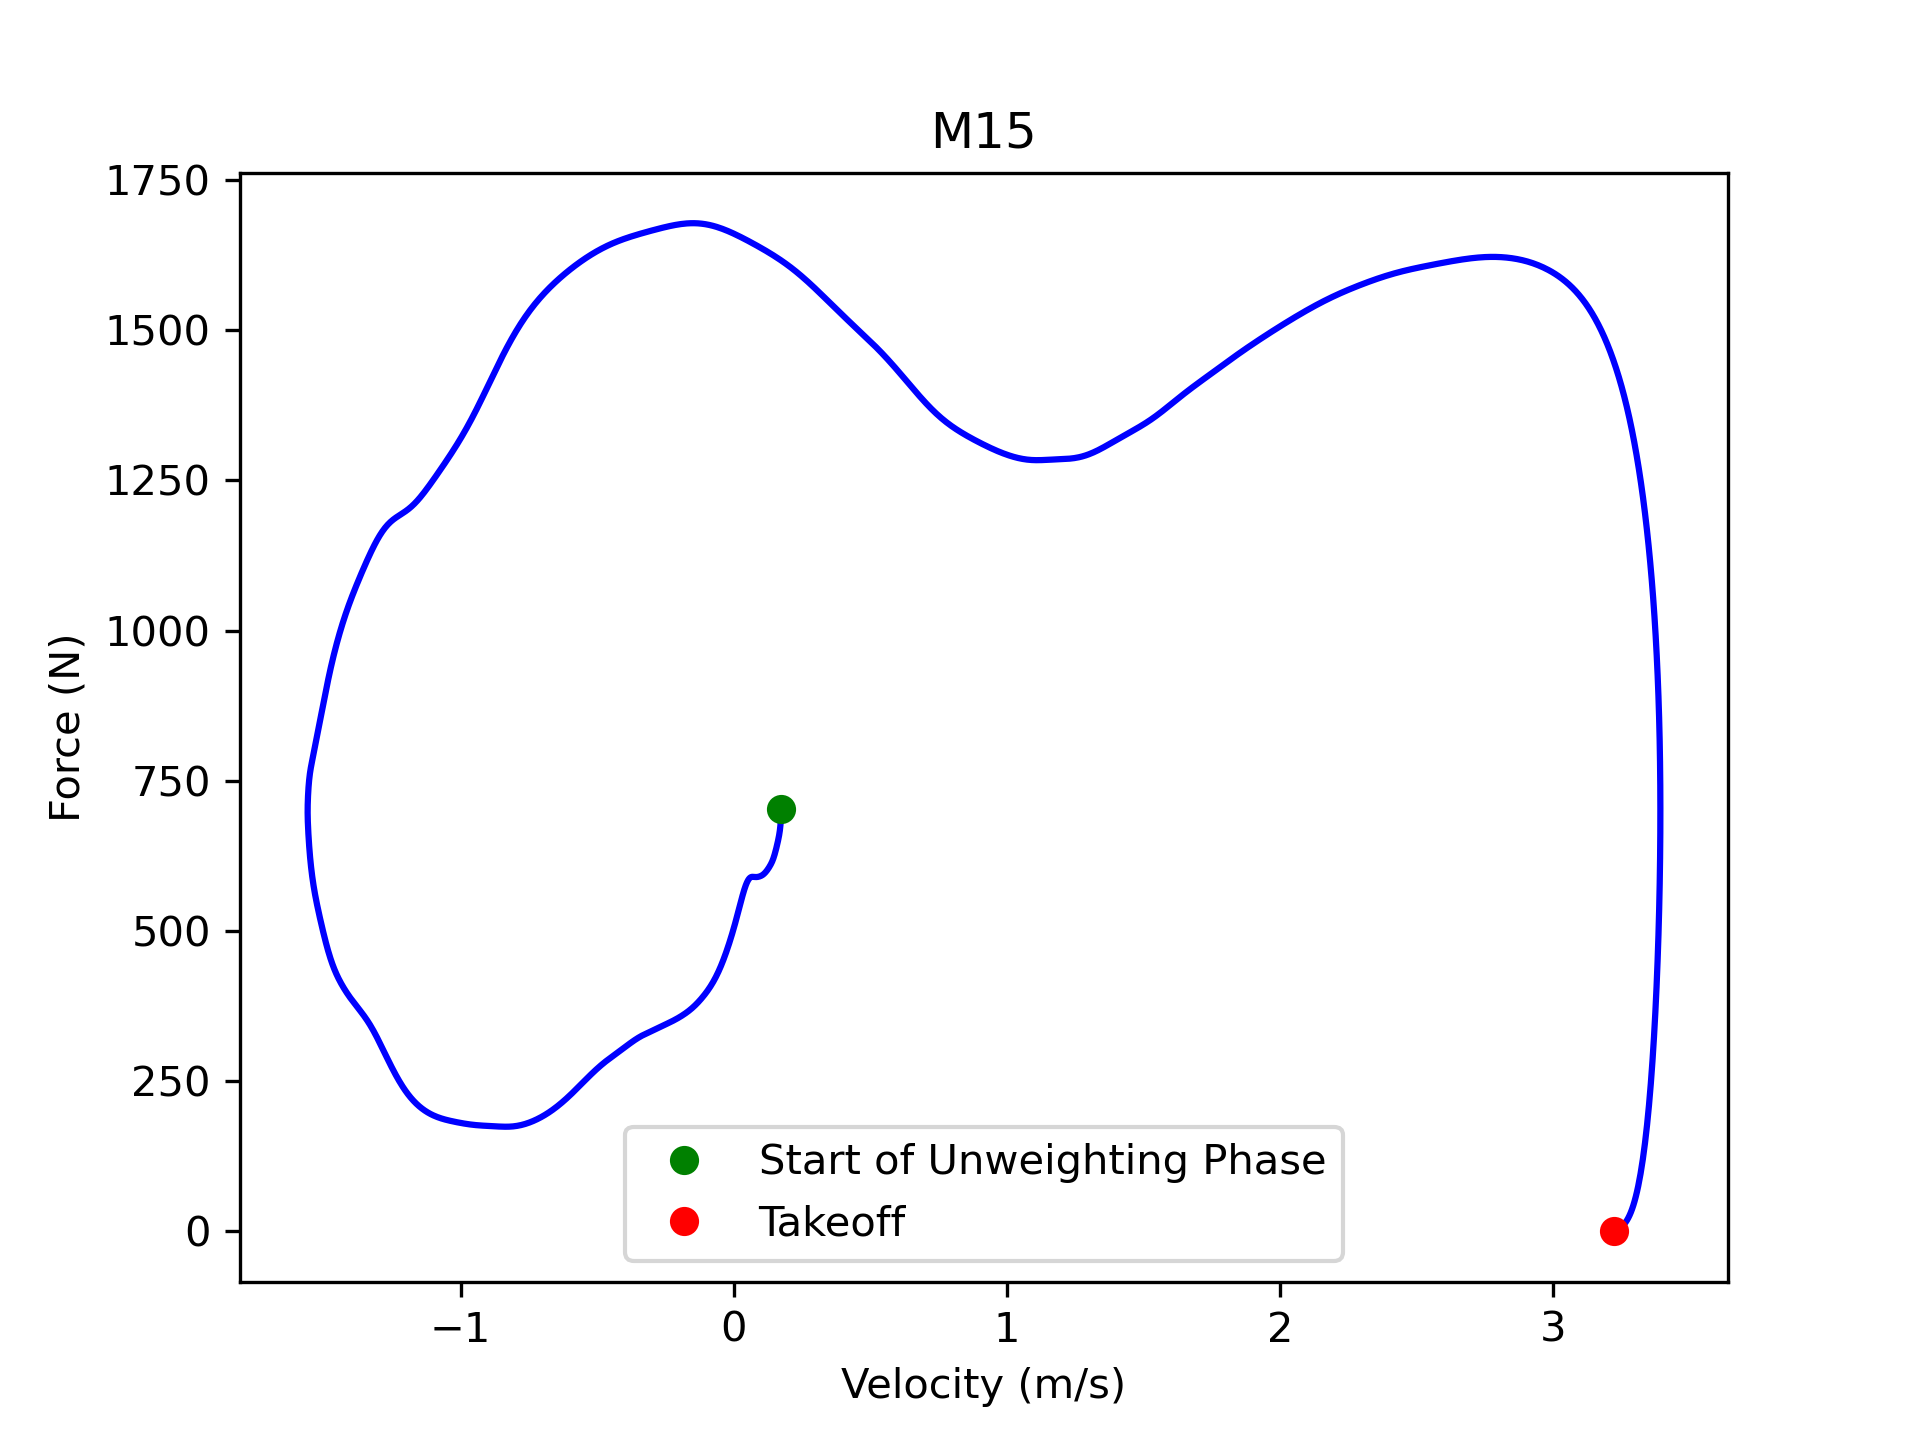 M15
1750
1500
1250
1000
750
500
250
0
Force (N)
Start of Unweighting Phase
Takeoff
−1 0 1 2 3
Velocity (m/s)